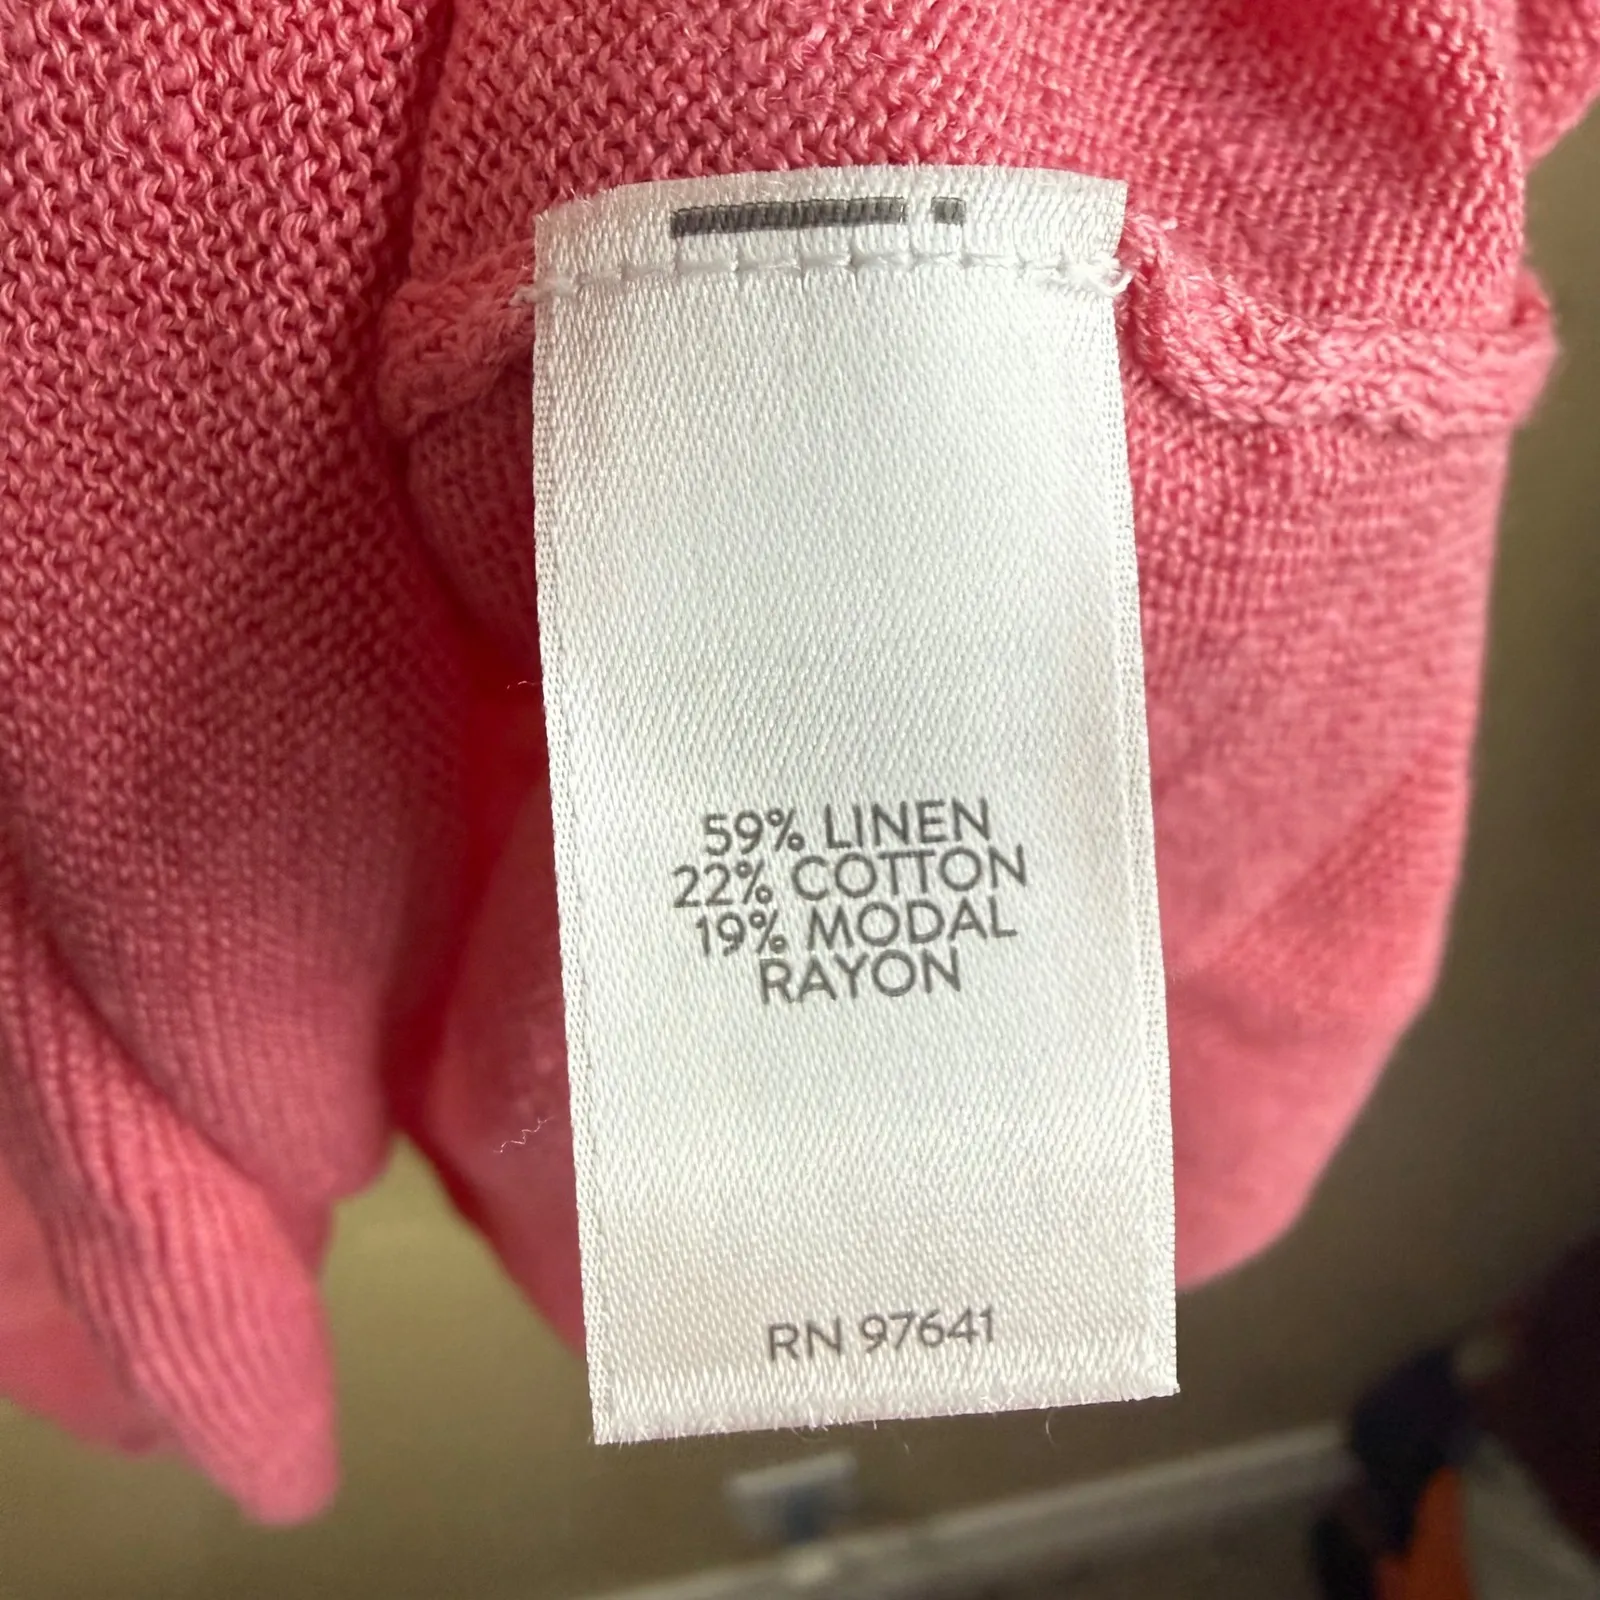 59% LINEN
22% COTTON
19% MODAL
RAYON
RN 97641